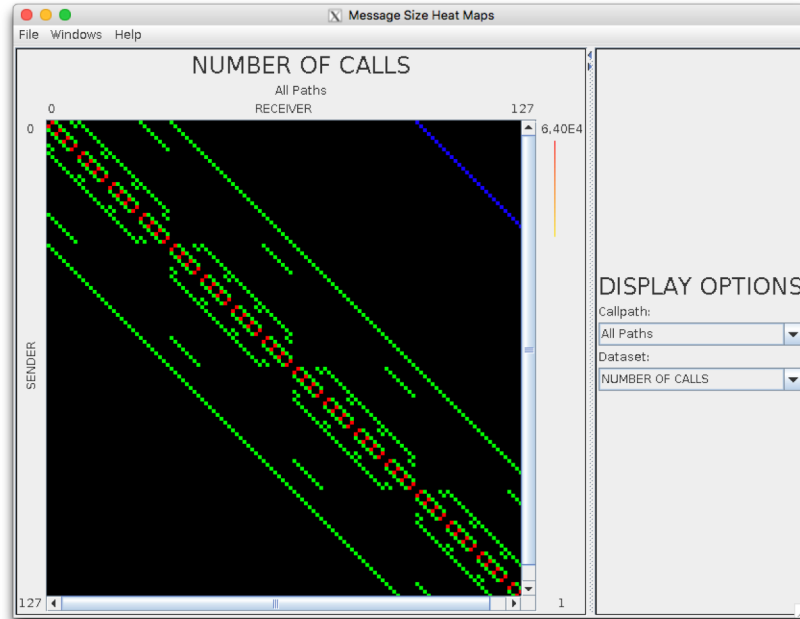 Message Size Heat Maps
File Windows Help
NUMBER OF CALLS
All Paths
0 RECEIVER 127
0
6,40E4
SENDER
127
1
DISPLAY OPTIONS
Callpath:
All Paths
Dataset:
NUMBER OF CALLS